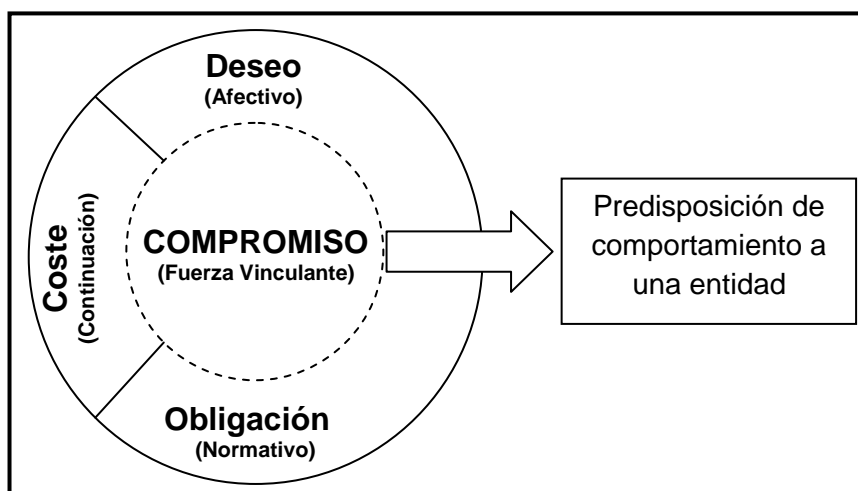 Deseo
(Afectivo)
Coste
(Continuación)
COMPROMISO
(Fuerza Vinculante)
Obligación
(Normativo)
Predisposición de
comportamiento a
una entidad